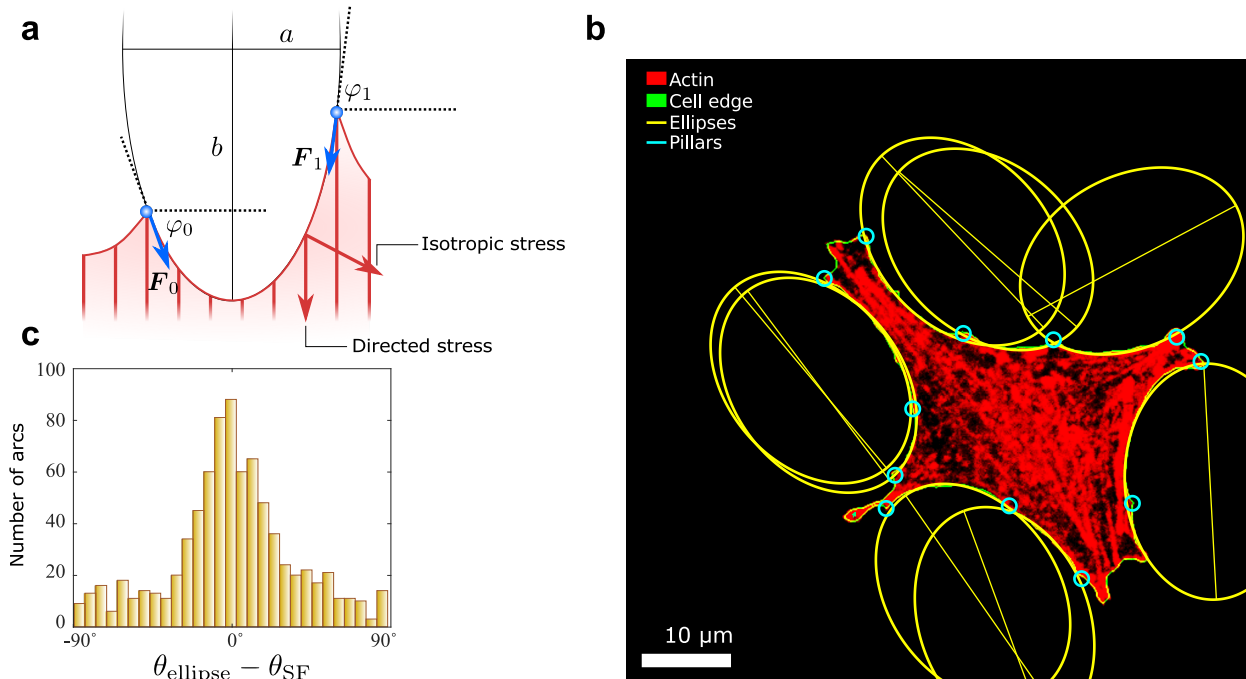 a
a
φ1
b
F1
φ0
F0
Isotropic stress
Directed stress
b
Actin
Cell edge
Ellipses
Pillars
10 μm
c
Number of arcs
100
80
60
40
20
0
-90° 0° 90°
θellipse − θSF